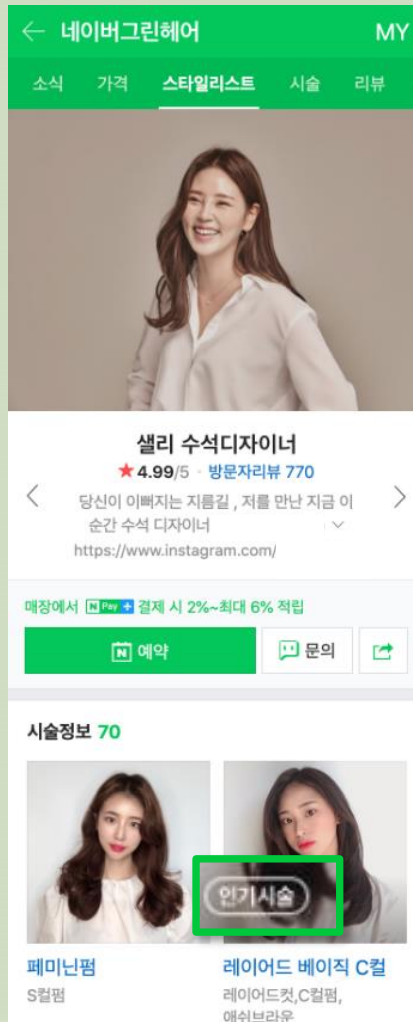 ← 네이버그린헤어 MY
소식 가격 스타일리스트 시술 리뷰
샐리 수석디자이너
★4.99/5 · 방문자리뷰 770
당신이 이뻐지는 지름길 , 저를 만난 지금 이
순간 수석 디자이너
https://www.instagram.com/
매장에서 N Pay + 결제 시 2%~최대 6% 적립
N 예약 문의
시술정보 70
인기시술
페미닌펌 레이어드 베이직 C컬
S컬펌 레이어드컷,C컬펌,
애쉬브라운